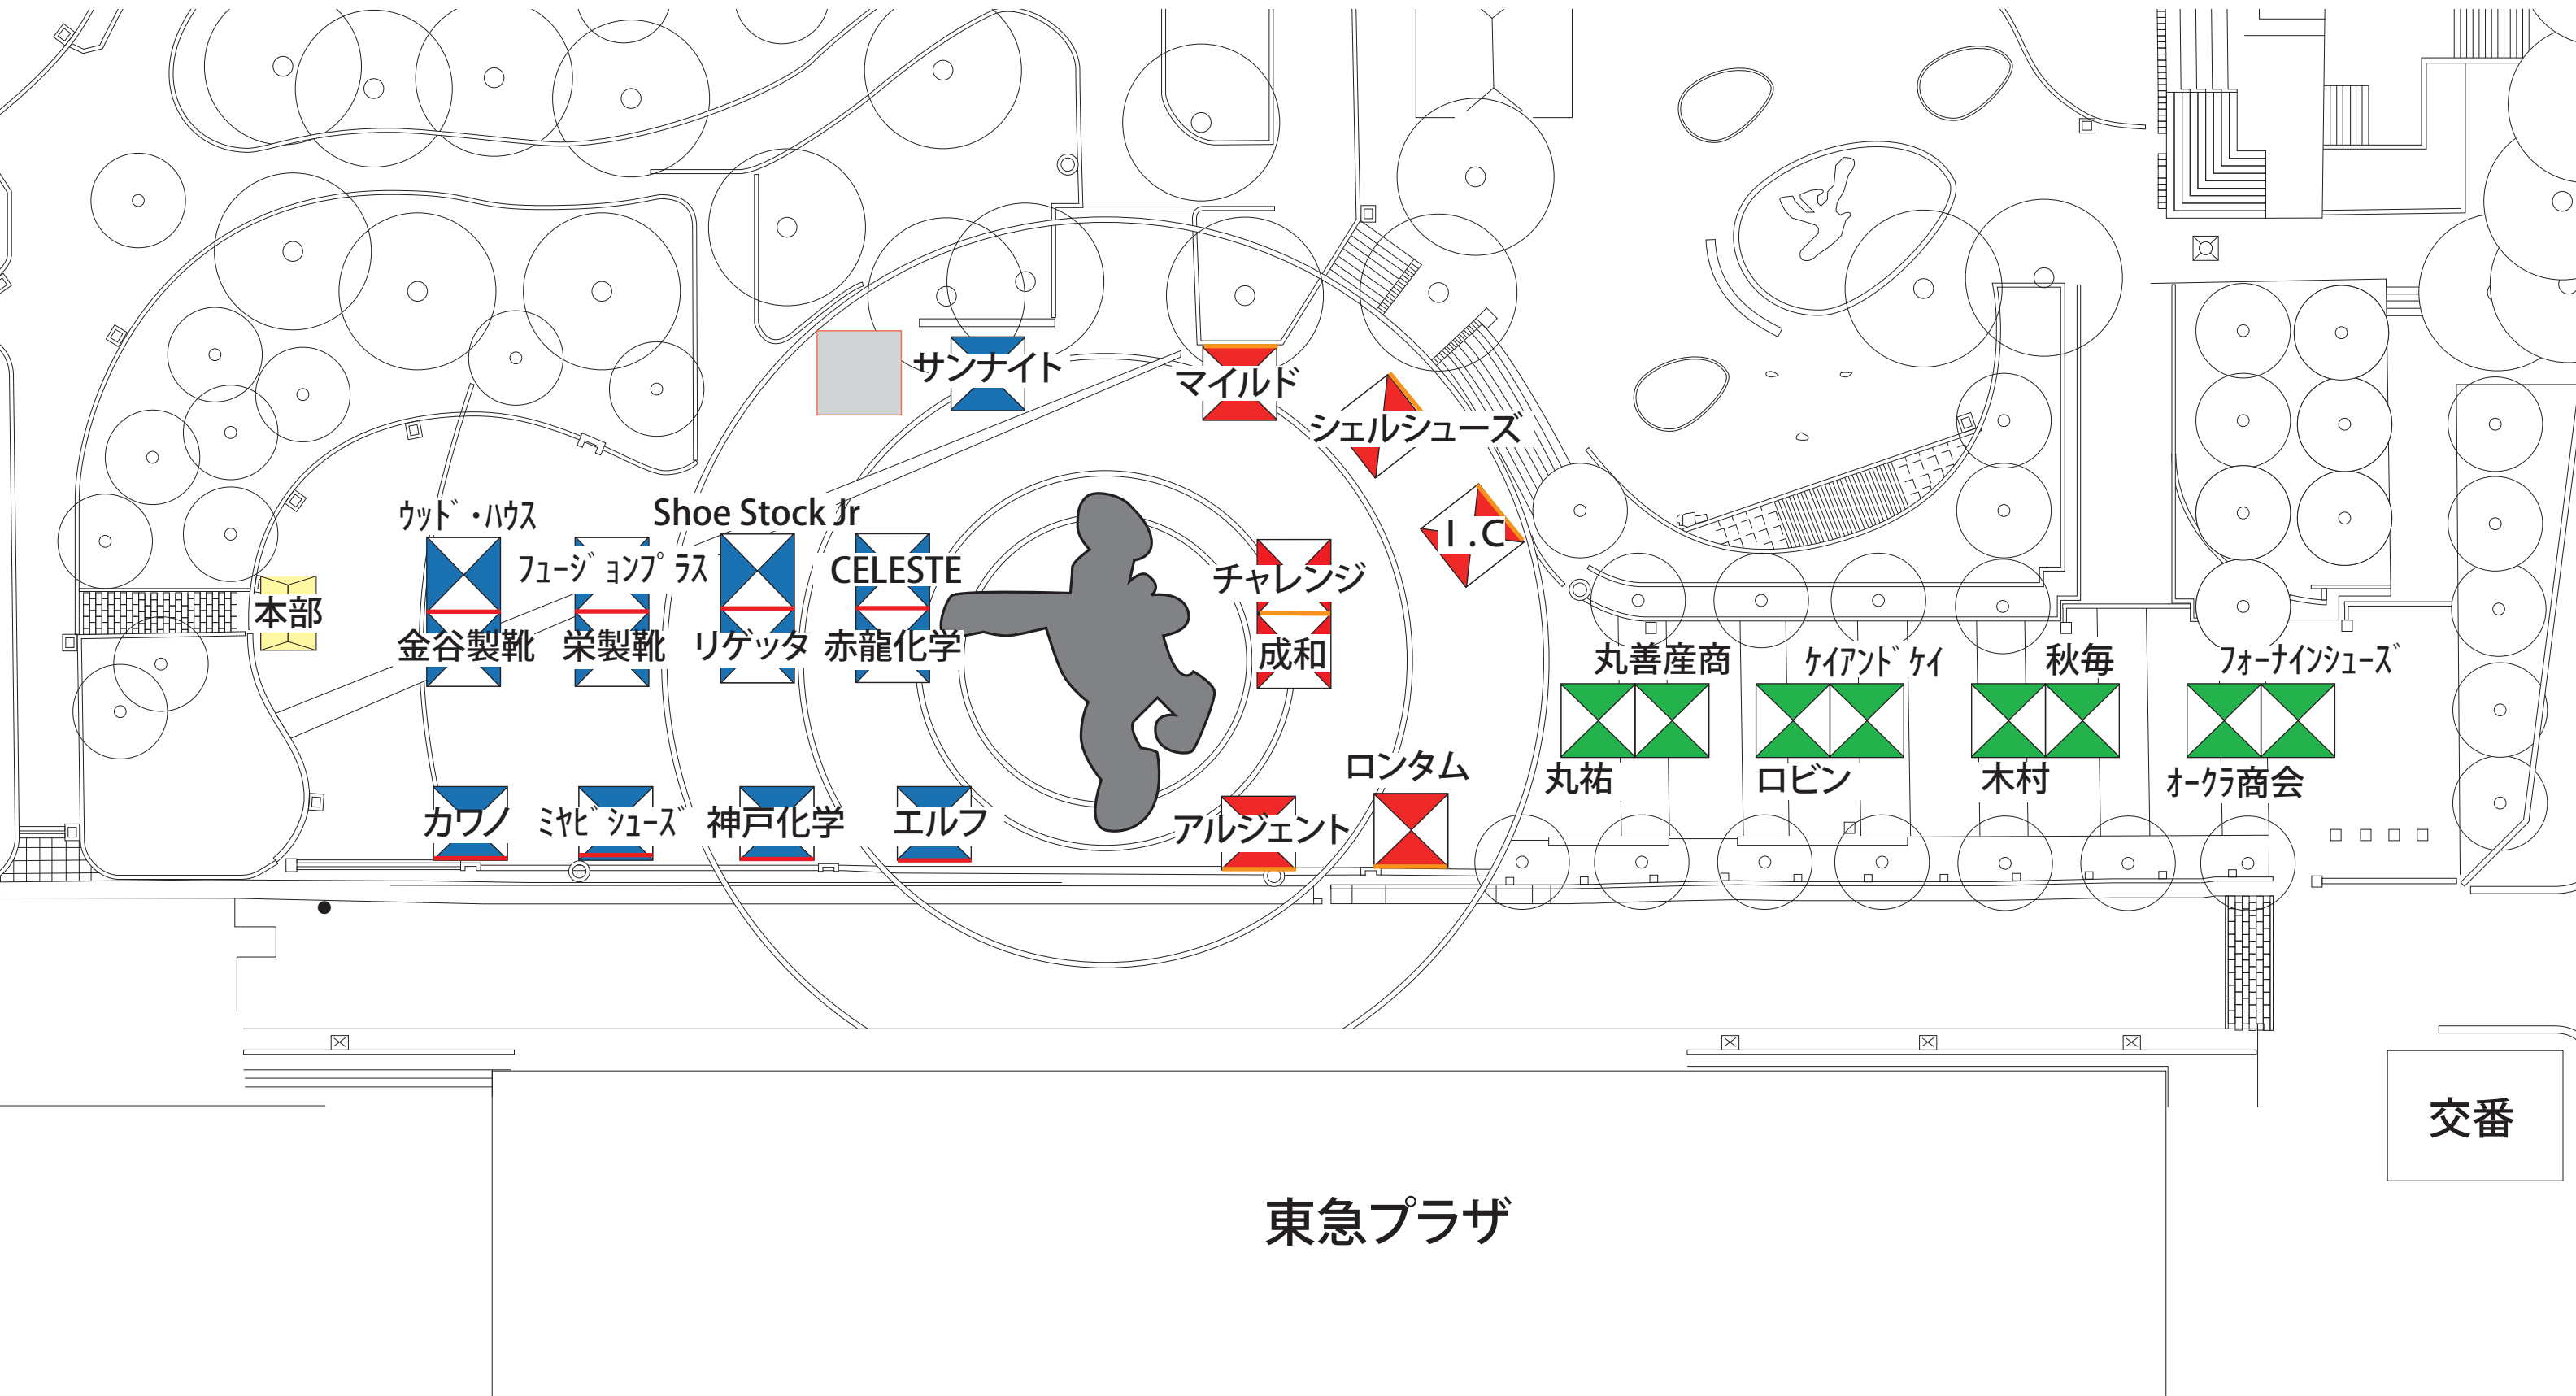 サンナイト
マイルド
シェルシューズ
ウッド・ハウス
フュージョンプラス
Shoe Stock Jr
CELESTE
チャレンジ
I.C
本部
金谷製靴
栄製靴
リゲッタ
赤龍化学
成和
丸善産商
ケイアンドケイ
秋毎
フォーナインシューズ
丸祐
ロビン
木村
オークラ商会
カワノ
ミヤビシューズ
神戸化学
エルフ
アルジェント
ロンタム
交番
東急プラザ